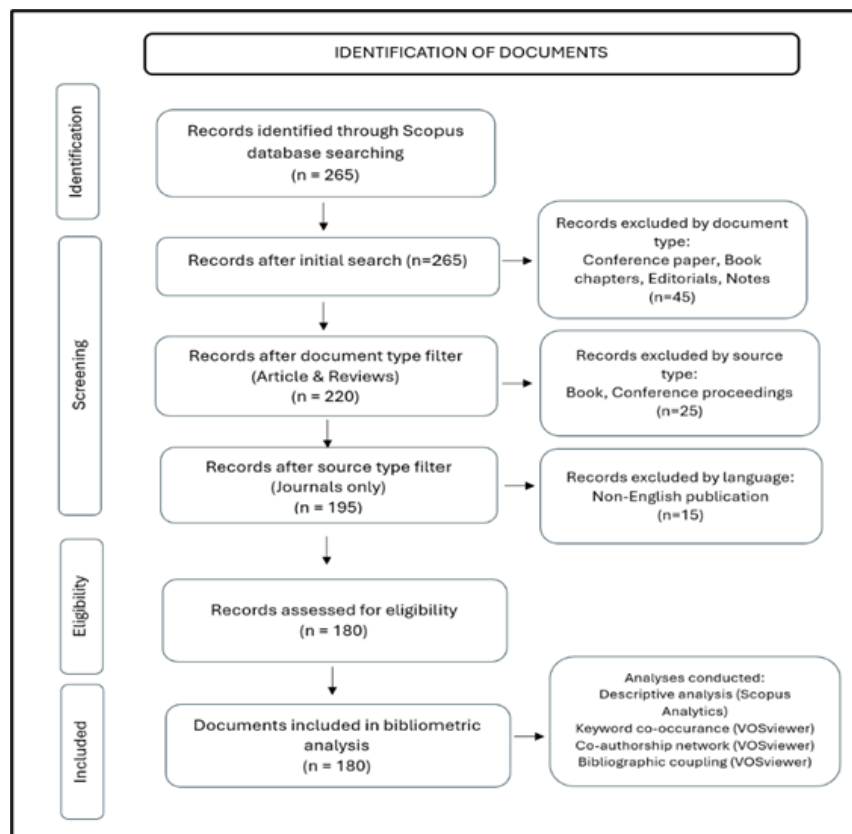 IDENTIFICATION OF DOCUMENTS
Identification
Records identified through Scopus
database searching
(n = 265)
Screening
Records after initial search (n=265)
Records excluded by document
type:
Conference paper, Book
chapters, Editorials, Notes
(n=45)
Records after document type filter
(Article & Reviews)
n = 220)
Records excluded by source
type:
Book, Conference proceedings
(n=25)
Records after source type filter
(Journals only)
n = 195)
Records excluded by language:
Non-English publication
(n=15)
Eligibility
Records assessed for eligibility
(n = 180)
Included
Documents included in bibliometric
analysis
(n = 180)
Analyses conducted:
Descriptive analysis (Scopus
Analytics)
Keyword co-occurance (VOSviewer)
Co-authorship network (VOSviewer)
Bibliographic coupling (VOSviewer)